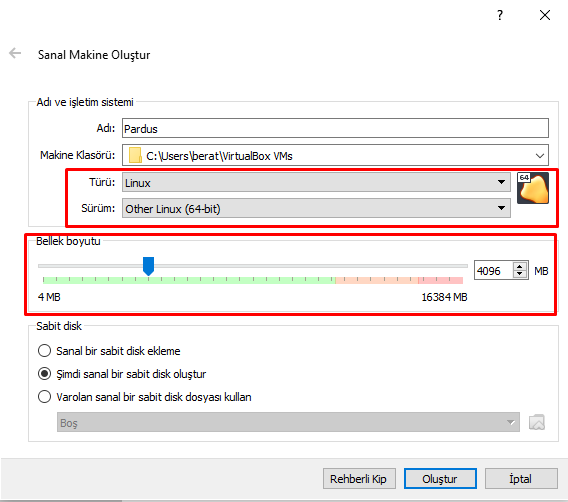 ?
Sanal Makine Oluştur
Adı ve işletim sistemi
Adı: Pardus
Makine Klasörü: C:\Users\berat\VirtualBox VMs
Türü: Linux
64
Sürüm: Other Linux (64-bit)
Bellek boyutu
4096 MB
4 MB 16384 MB
Sabit disk
Sanal bir sabit disk ekleme
Şimdi sanal bir sabit disk oluştur
Varolan sanal bir sabit disk dosyası kullan
Boş
Rehberli Kip Oluştur İptal